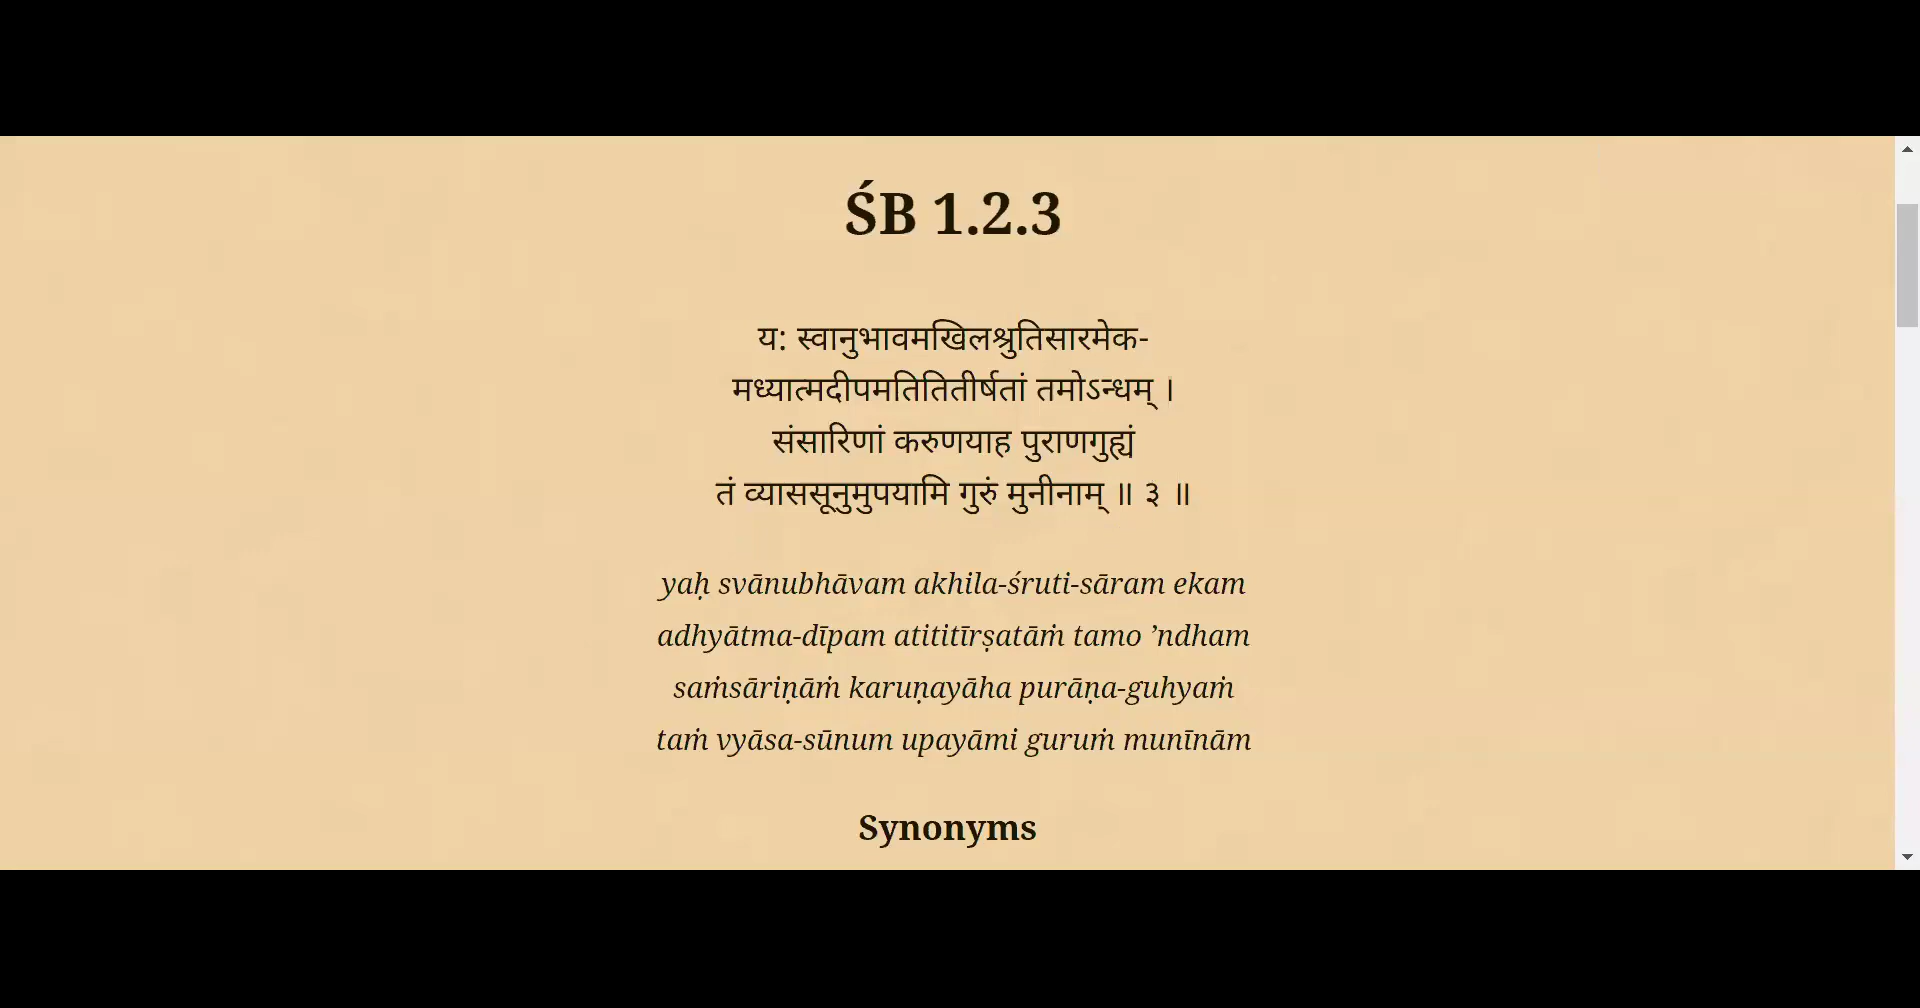 ŚB 1.2.3
य: स्वानुभावमखिलश्रुतिसारमेक-
मध्यात्मदीपमतितितीर्षतां तमोऽन्धम् ।
संसारिणां करुणयाह पुराणगुह्यं
तं व्याससूनुमुपयामि गुरुं मुनीनाम् ॥ ३ ॥
yaḥ svānubhāvam akhila-śruti-sāram ekam
adhyātma-dīpam atititīrṣatāṁ tamo ’ndham
saṁsāriṇāṁ karuṇayāha purāṇa-guhyaṁ
taṁ vyāsa-sūnum upayāmi guruṁ munīnām
Synonyms